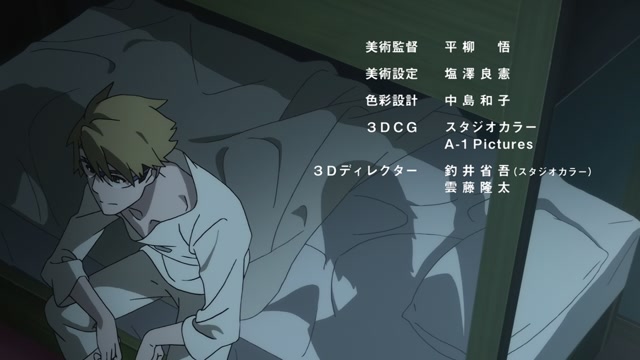 美術監督 平柳 悟
美術設定 塩澤良憲
色彩設計 中島和子
3DCG スタジオカラー
A-1 Pictures
3Dディレクター 釣井省吾(スタジオカラー)
雲藤隆太